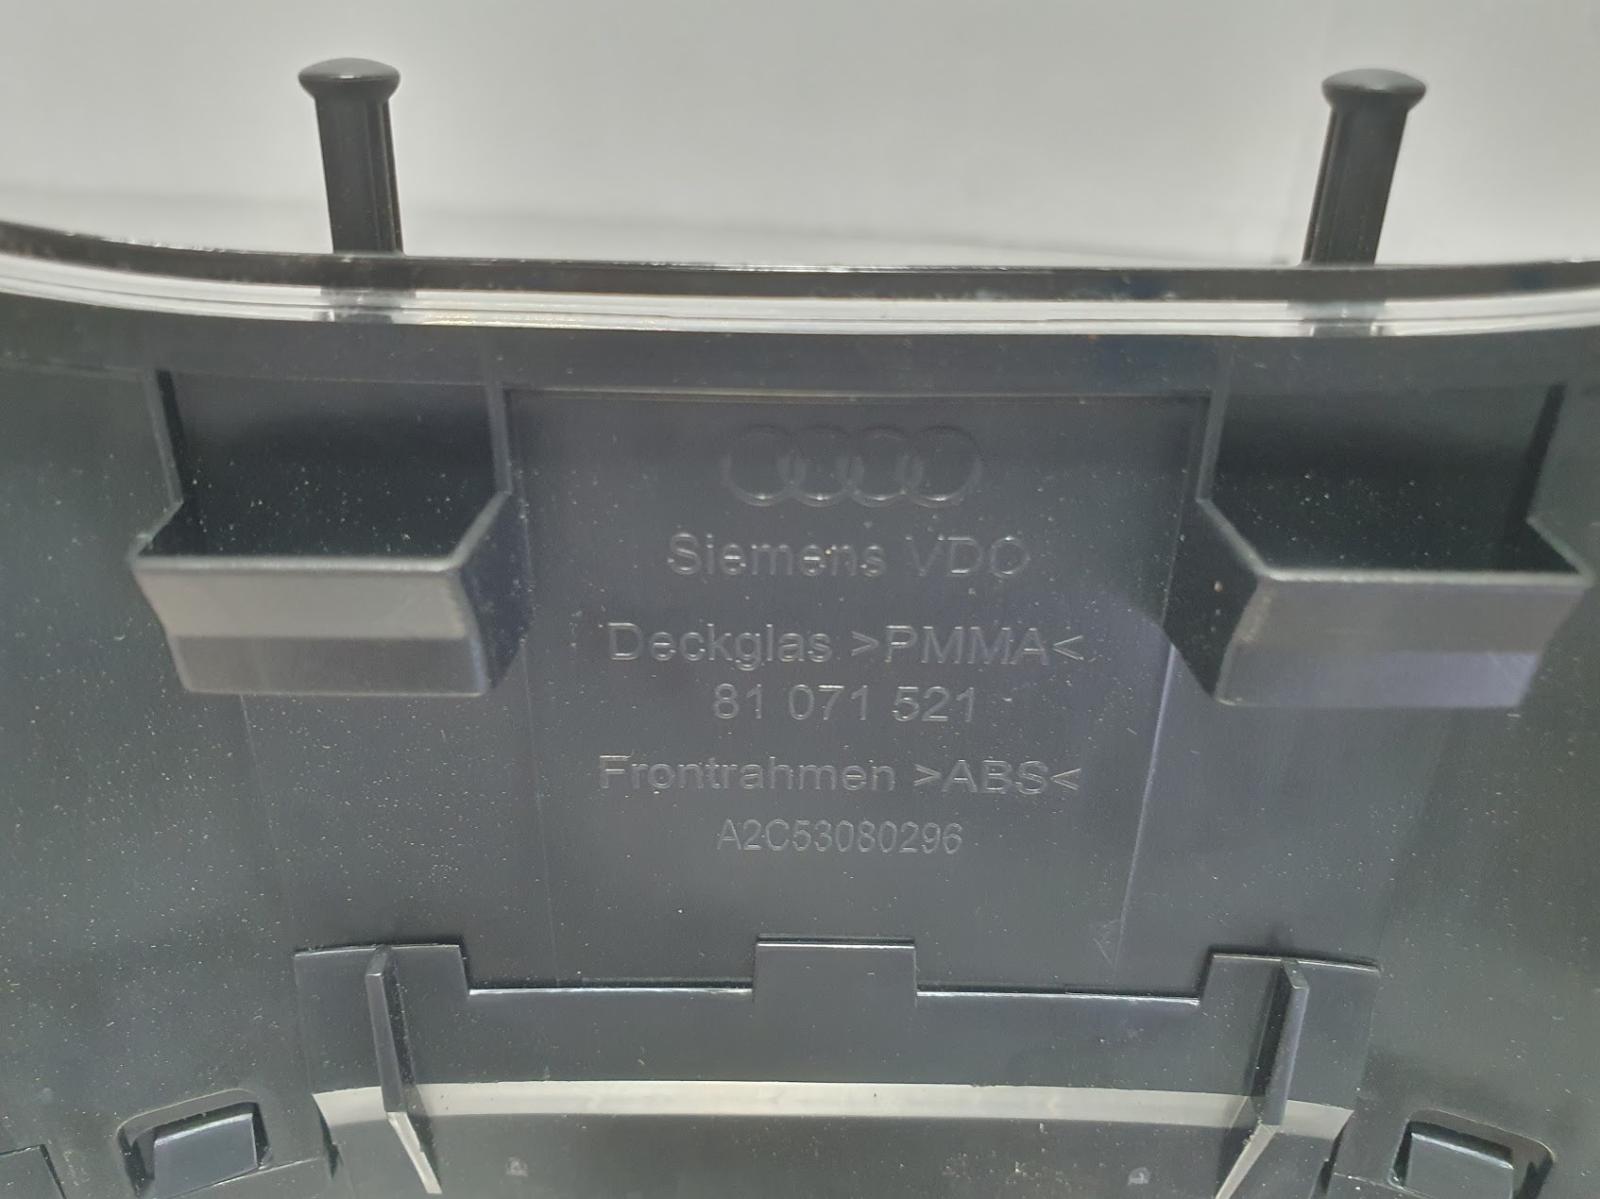 Siemens VDO
Deckglas >PMMA<
81 071 521
Frontrahmen >ABS<
A2C53080296